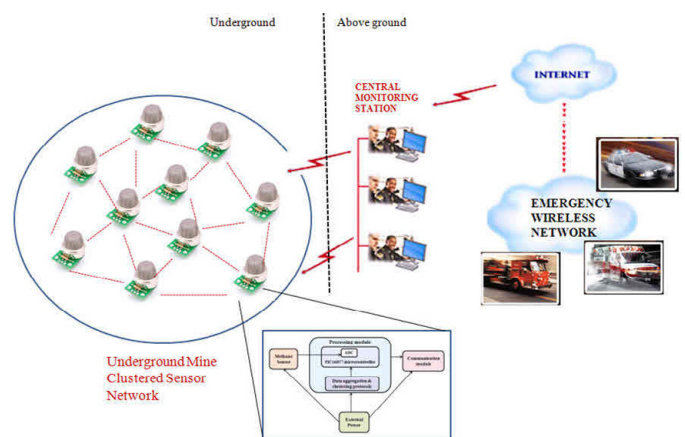 Underground
Above ground
CENTRAL
MONITORING
STATION
INTERNET
EMERGENCY
WIRELESS
NETWORK
Underground Mine
Clustered Sensor
Network
Processing module
Methane
Sensor
ADC
Communication
module
Data aggregation &
clustering protocols
External
Power